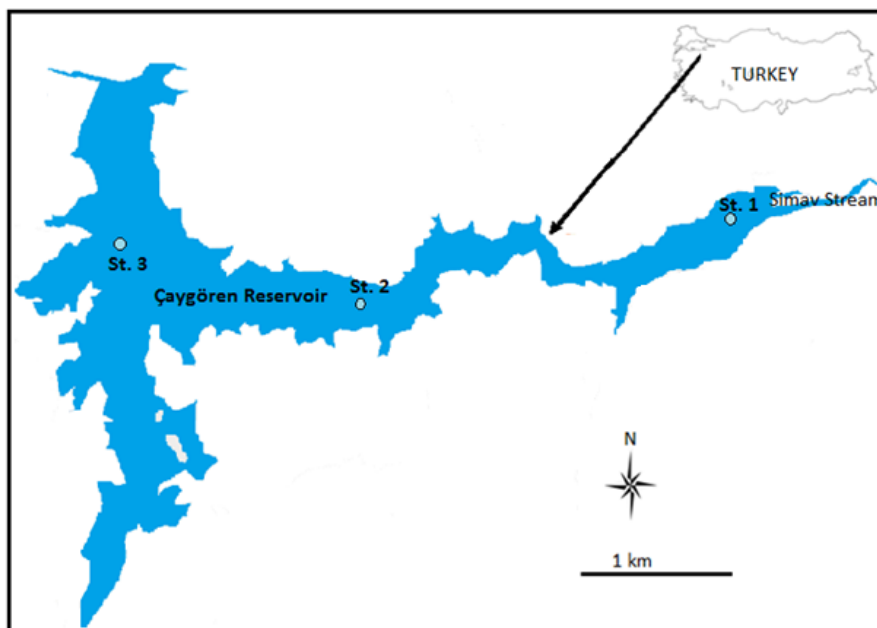 TURKEY
St. 1
Simav Stream
St. 3
St. 2
Çaygören Reservoir
N
1 km